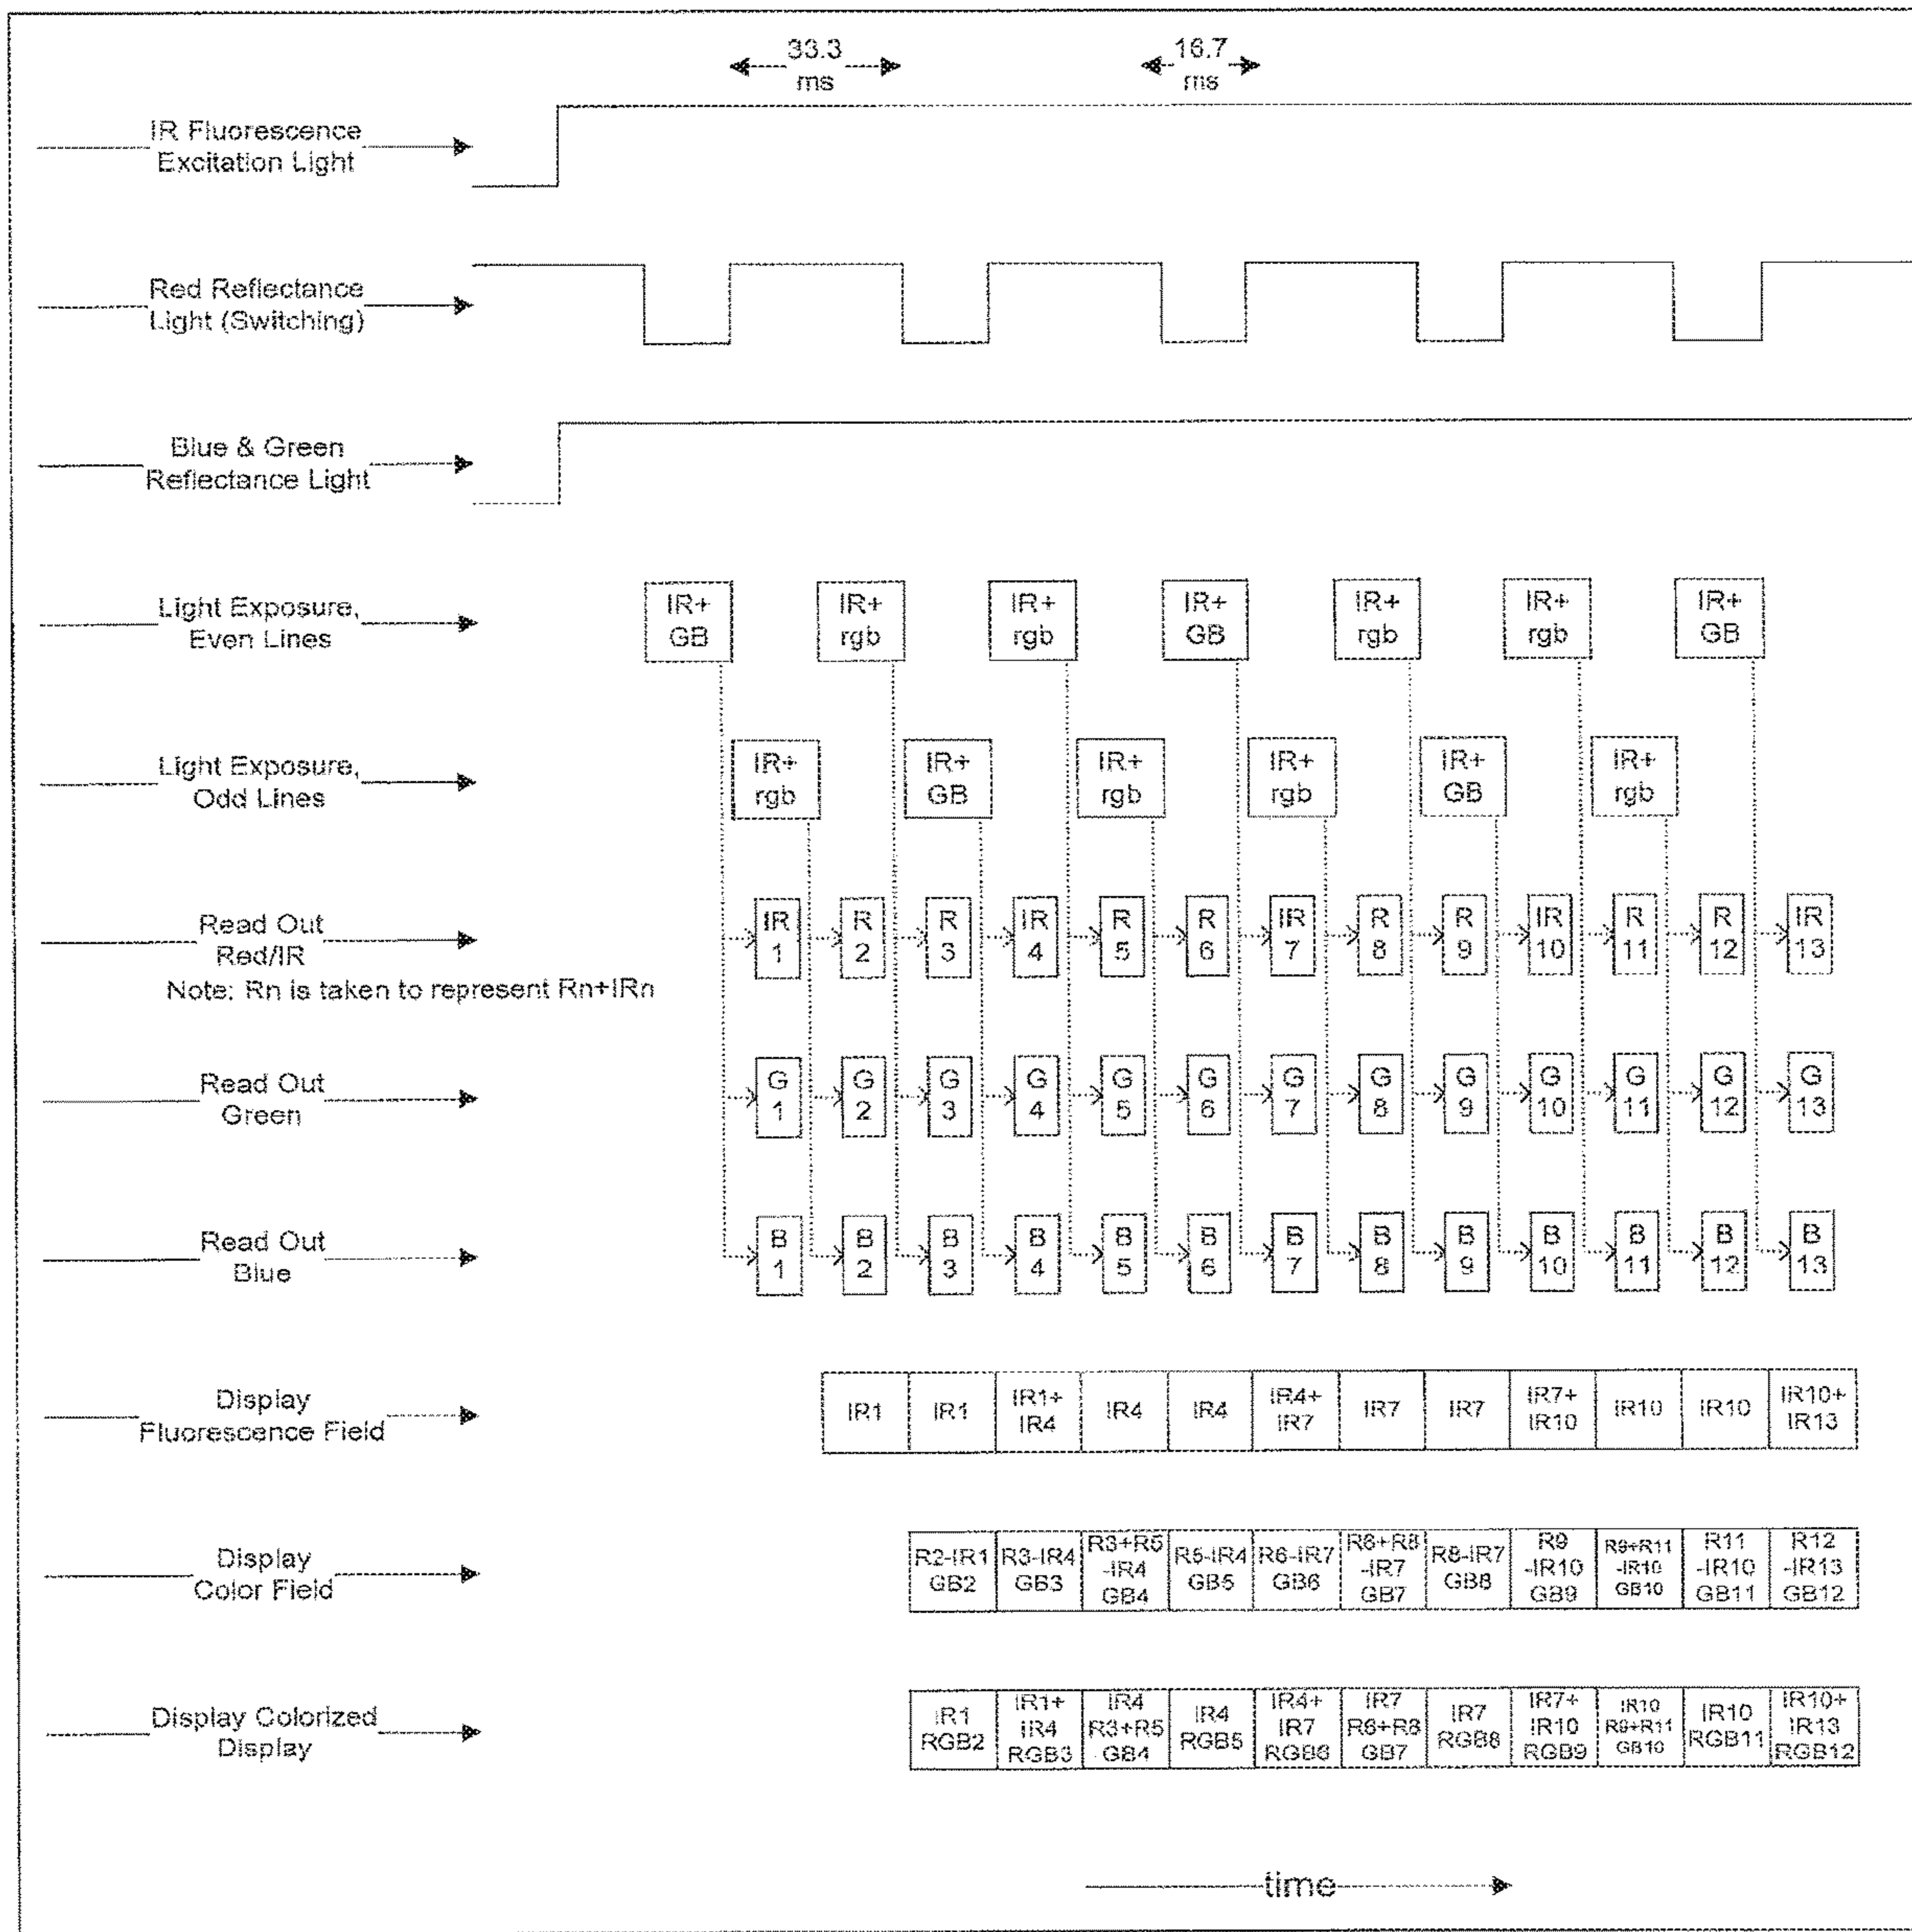 33.3
ms
16.7
ms
IR Fluorescence
Excitation Light
Red Reflectance
Light (Switching)
Blue & Green
Reflectance Light
Light Exposure,
Even Lines
IR+
GB
IR+
rgb
IR+
rgb
IR+
GB
IR+
rgb
IR+
rgb
IR+
GB
Light Exposure,
Odd Lines
IR+
rgb
IR+
GB
IR+
rgb
IR+
rgb
IR+
GB
IR+
rgb
Read Out
Red/IR
Note: Rn is taken to represent Rn+IRn
IR
1
R
2
R
3
IR
4
R
5
R
6
IR
7
R
8
R
9
IR
10
R
11
R
12
IR
13
Read Out
Green
G
1
G
2
G
3
G
4
G
5
G
6
G
7
G
8
G
9
G
10
G
11
G
12
G
13
Read Out
Blue
B
1
B
2
B
3
B
4
B
5
B
6
B
7
B
8
B
9
B
10
B
11
B
12
B
13
Display
Fluorescence Field
IR1
IR1
IR1+
IR4
IR4
IR4
IR4+
IR7
IR7
IR7
IR7+
IR10
IR10
IR10
IR10+
IR13
Display
Color Field
R2-IR1
GB2
R3-IR4
GB3
R3+R5
-IR4
GB4
R5-IR4
GB5
R6-IR7
GB6
R6+R8
-IR7
GB7
R8-IR7
GB8
R9
-IR10
GB9
R9+R11
-IR10
GB10
R11
-IR10
GB11
R12
-IR13
GB12
Display Colorized
Display
IR1
RGB2
IR1+
IR4
RGB3
IR4
R3+R5
GB4
IR4
RGB5
IR4+
IR7
RGB6
IR7
R6+R8
GB7
IR7
RGB8
IR7+
IR10
RGB9
IR10
R9+R11
GB10
IR10
RGB11
IR10+
IR13
RGB12
time